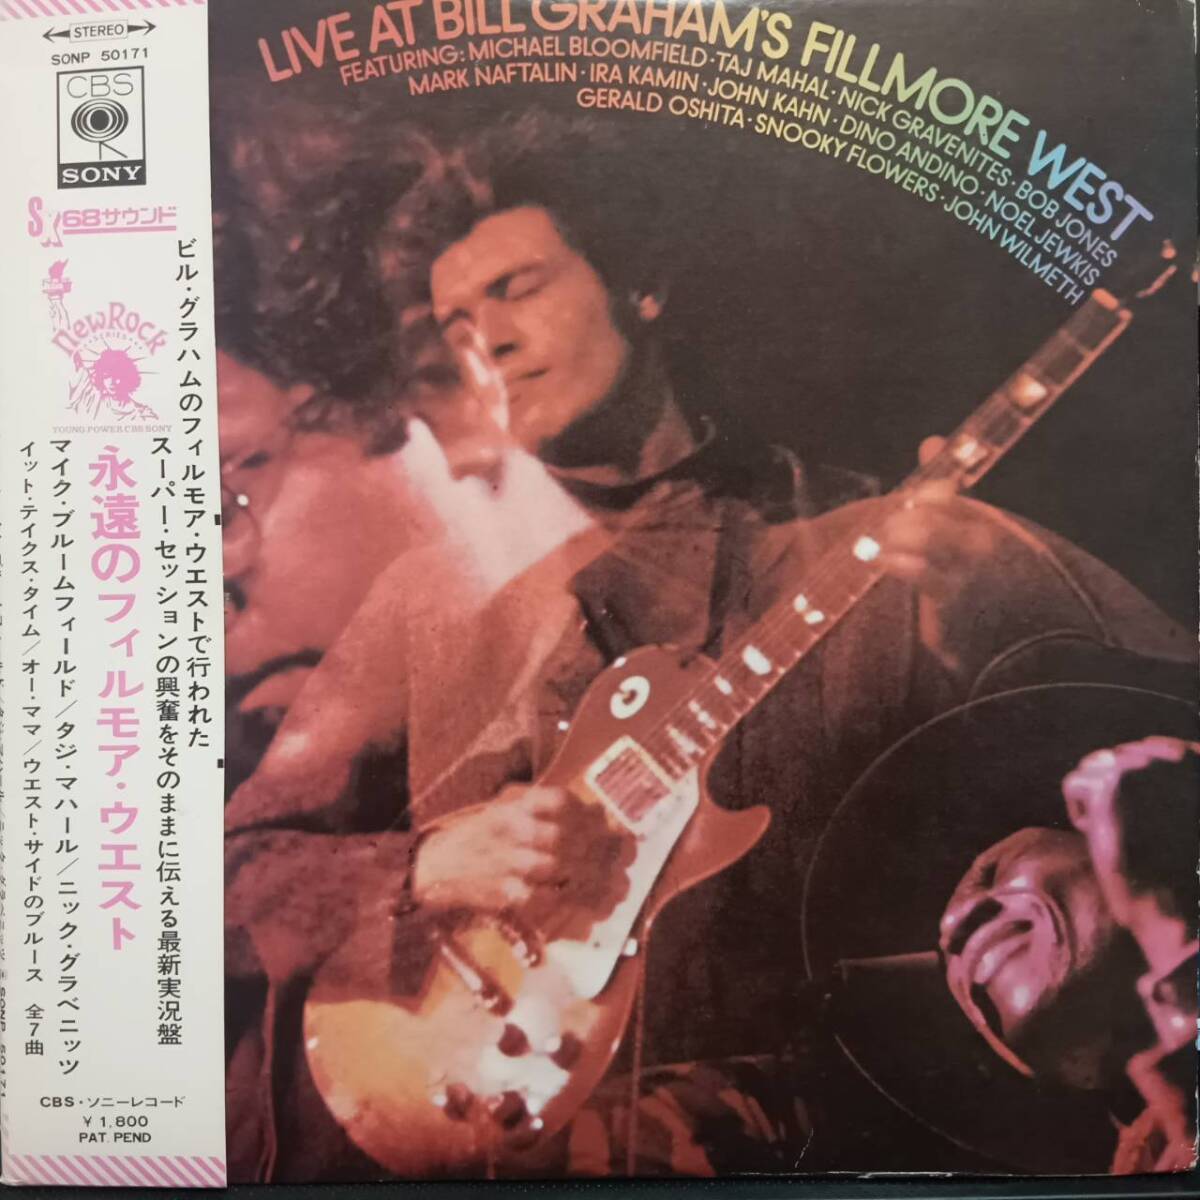 STEREO
SONP 50171
CBS
SONY
SX68サウンド
New Rock
SERIES
YOUNG POWER CBS SONY
ビル・グラハムのフィルモア・ウエストで行われた
スーパー・セッションの興奮をそのままに伝える最新実況盤
永遠のフィルモア・ウエスト
マイク・ブルームフィールド/タジ・マハール/ニック・グラベニッツ
イット・テイクス・タイム/オー・ママ/ウエスト・サイドのブルース 全7曲
CBS・ソニーレコード
¥1,800
PAT. PEND
LIVE AT BILL GRAHAM'S FILLMORE WEST
FEATURING: MICHAEL BLOOMFIELD · TAJ MAHAL · NICK GRAVENITES · BOB JONES
MARK NAFTALIN · IRA KAMIN · JOHN KAHN · DINO ANDINO · NOEL JEWKIS
GERALD OSHITA · SNOOKY FLOWERS · JOHN WILMETH